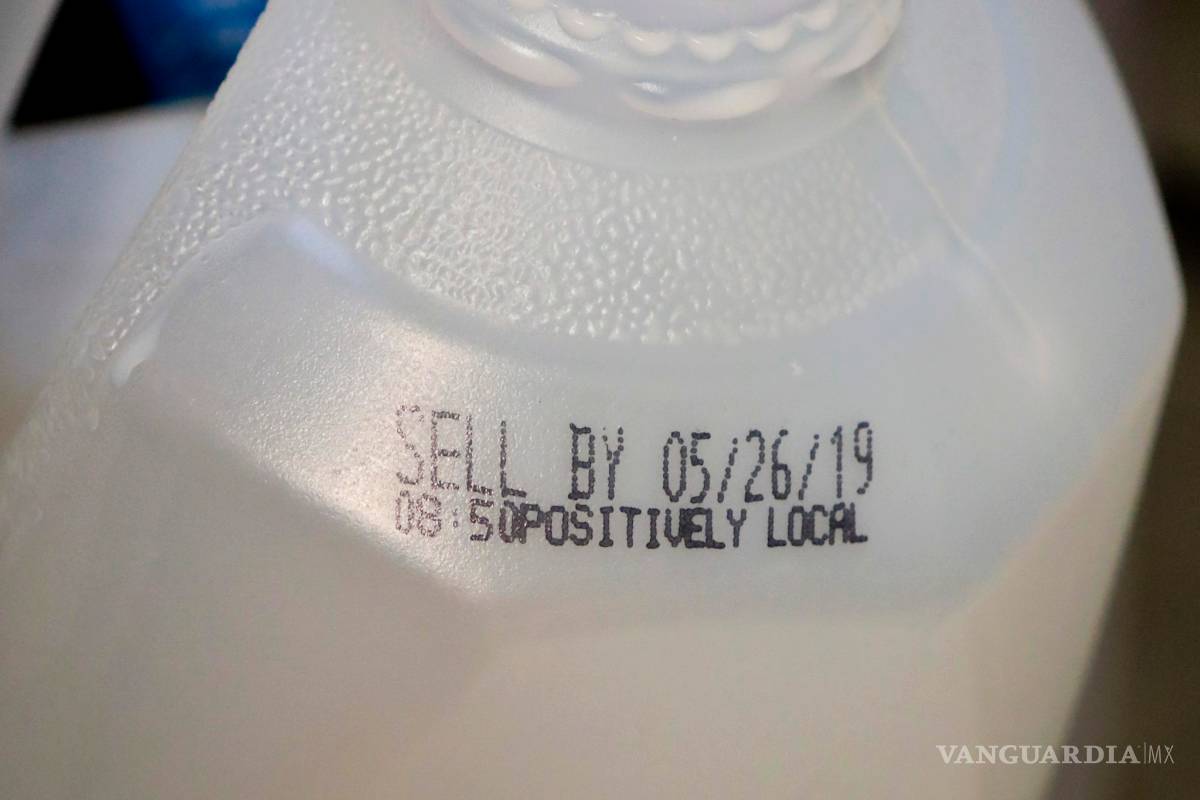 SELL BY 05/26/19
08:50POSITIVELY LOCAL
VANGUARDIA|MX